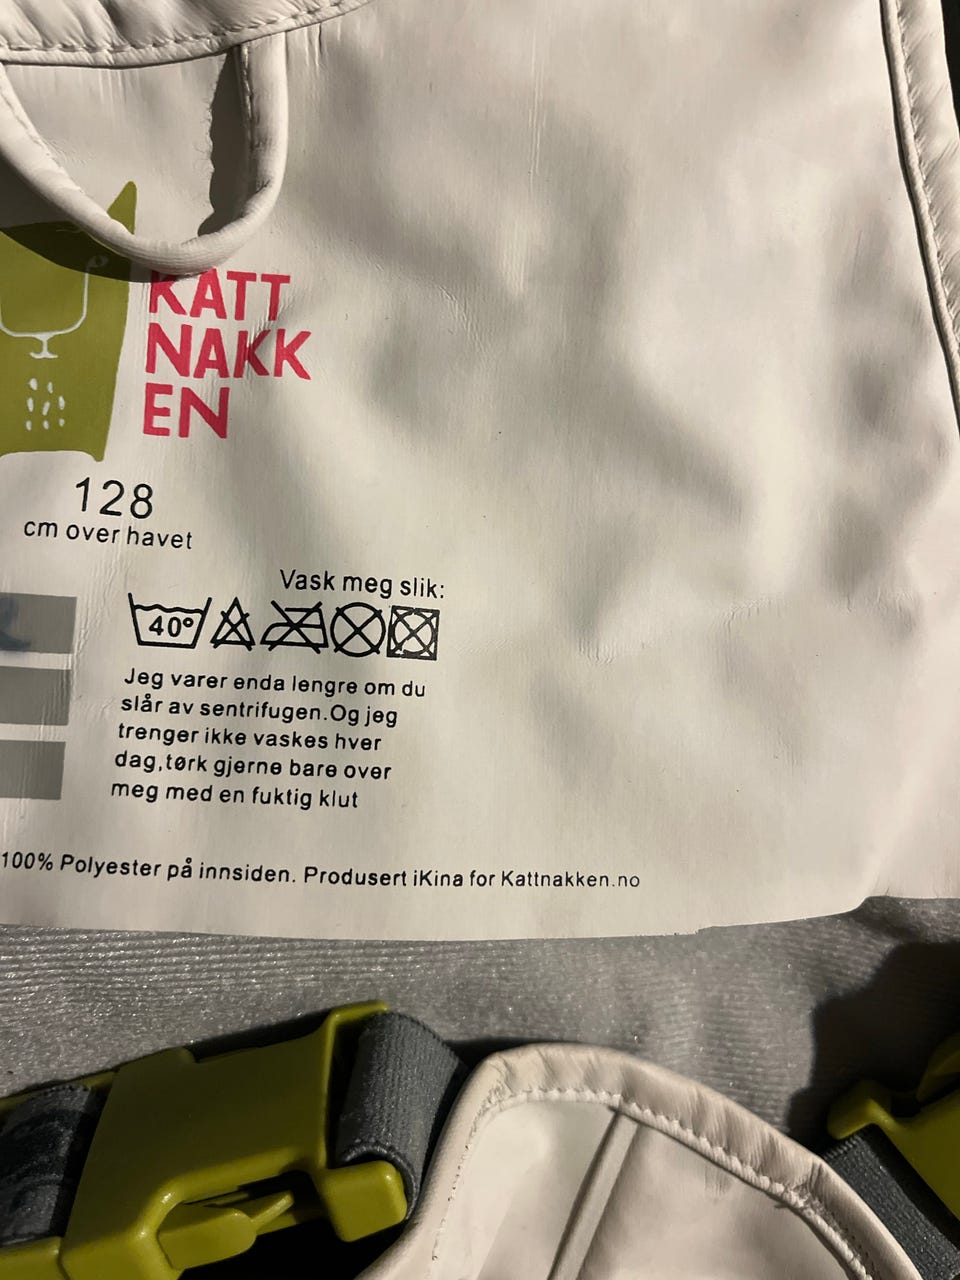 KATT
NAKK
EN
128
cm over havet
Vask meg slik:
40°
Jeg varer enda lengre om du
slår av sentrifugen.Og jeg
trenger ikke vaskes hver
dag,tørk gjerne bare over
meg med en fuktig klut
100% Polyester på innsiden. Produsert iKina for Kattnakken.no